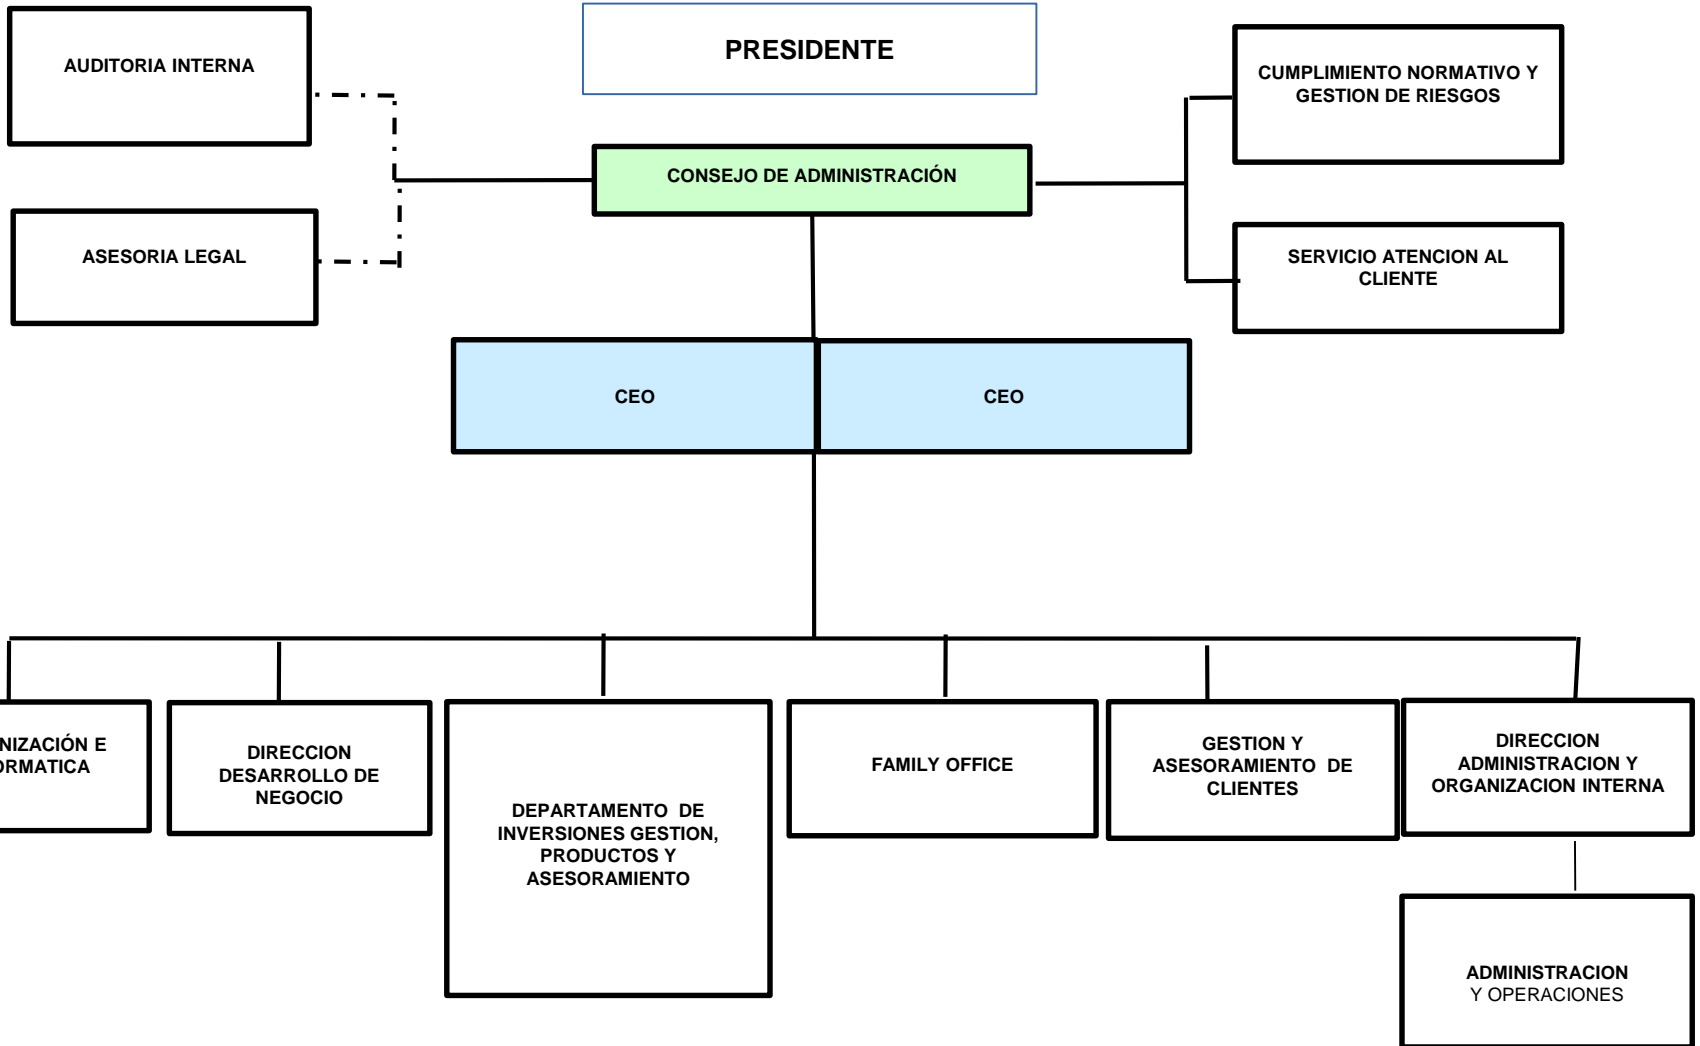 AUDITORIA INTERNA
PRESIDENTE
CUMPLIMIENTO NORMATIVO Y
GESTION DE RIESGOS
CONSEJO DE ADMINISTRACIÓN
ASESORIA LEGAL
SERVICIO ATENCION AL
CLIENTE
CEO
CEO
NIZACIÓN E
ORMATICA
DIRECCION
DESARROLLO DE
NEGOCIO
DEPARTAMENTO DE
INVERSIONES GESTION,
PRODUCTOS Y
ASESORAMIENTO
FAMILY OFFICE
GESTION Y
ASESORAMIENTO DE
CLIENTES
DIRECCION
ADMINISTRACION Y
ORGANIZACION INTERNA
ADMINISTRACION
Y OPERACIONES